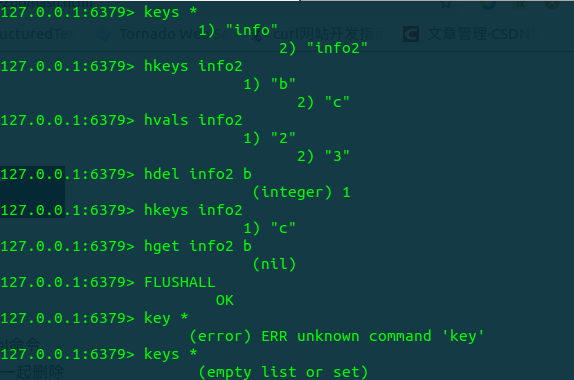 127.0.0.1:6379> keys *
1) "info"
2) "info2"
127.0.0.1:6379> hkeys info2
1) "b"
2) "c"
127.0.0.1:6379> hvals info2
1) "2"
2) "3"
127.0.0.1:6379> hdel info2 b
(integer) 1
127.0.0.1:6379> hkeys info2
1) "c"
127.0.0.1:6379> hget info2 b
(nil)
127.0.0.1:6379> FLUSHALL
OK
127.0.0.1:6379> key *
(error) ERR unknown command 'key'
127.0.0.1:6379> keys *
一起删除
(empty list or set)